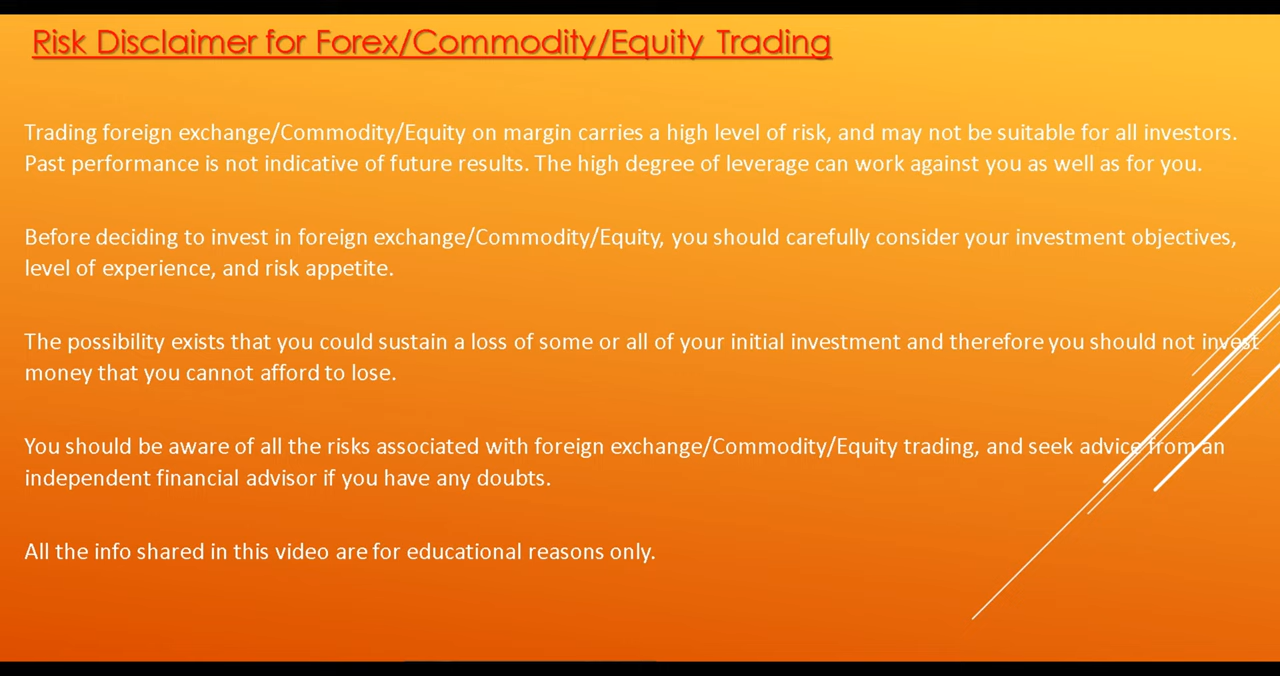 Risk Disclaimer for Forex/Commodity/Equity Trading
Trading foreign exchange/Commodity/Equity on margin carries a high level of risk, and may not be suitable for all investors.
Past performance is not indicative of future results. The high degree of leverage can work against you as well as for you.
Before deciding to invest in foreign exchange/Commodity/Equity, you should carefully consider your investment objectives,
level of experience, and risk appetite.
The possibility exists that you could sustain a loss of some or all of your initial investment and therefore you should not invest
money that you cannot afford to lose.
You should be aware of all the risks associated with foreign exchange/Commodity/Equity trading, and seek advice from an
independent financial advisor if you have any doubts.
All the info shared in this video are for educational reasons only.